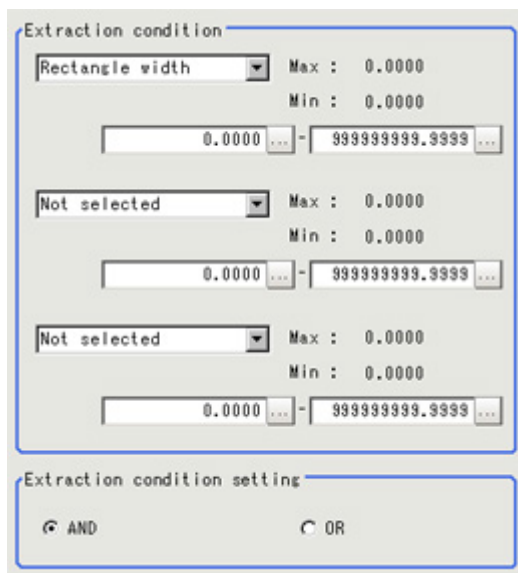 Extraction condition
Rectangle width Max : 0.0000
Min : 0.0000
0.0000 ... - 999999999.9999 ...
Not selected Max : 0.0000
Min : 0.0000
0.0000 ... - 999999999.9999 ...
Not selected Max : 0.0000
Min : 0.0000
0.0000 ... - 999999999.9999 ...
Extraction condition setting
AND OR